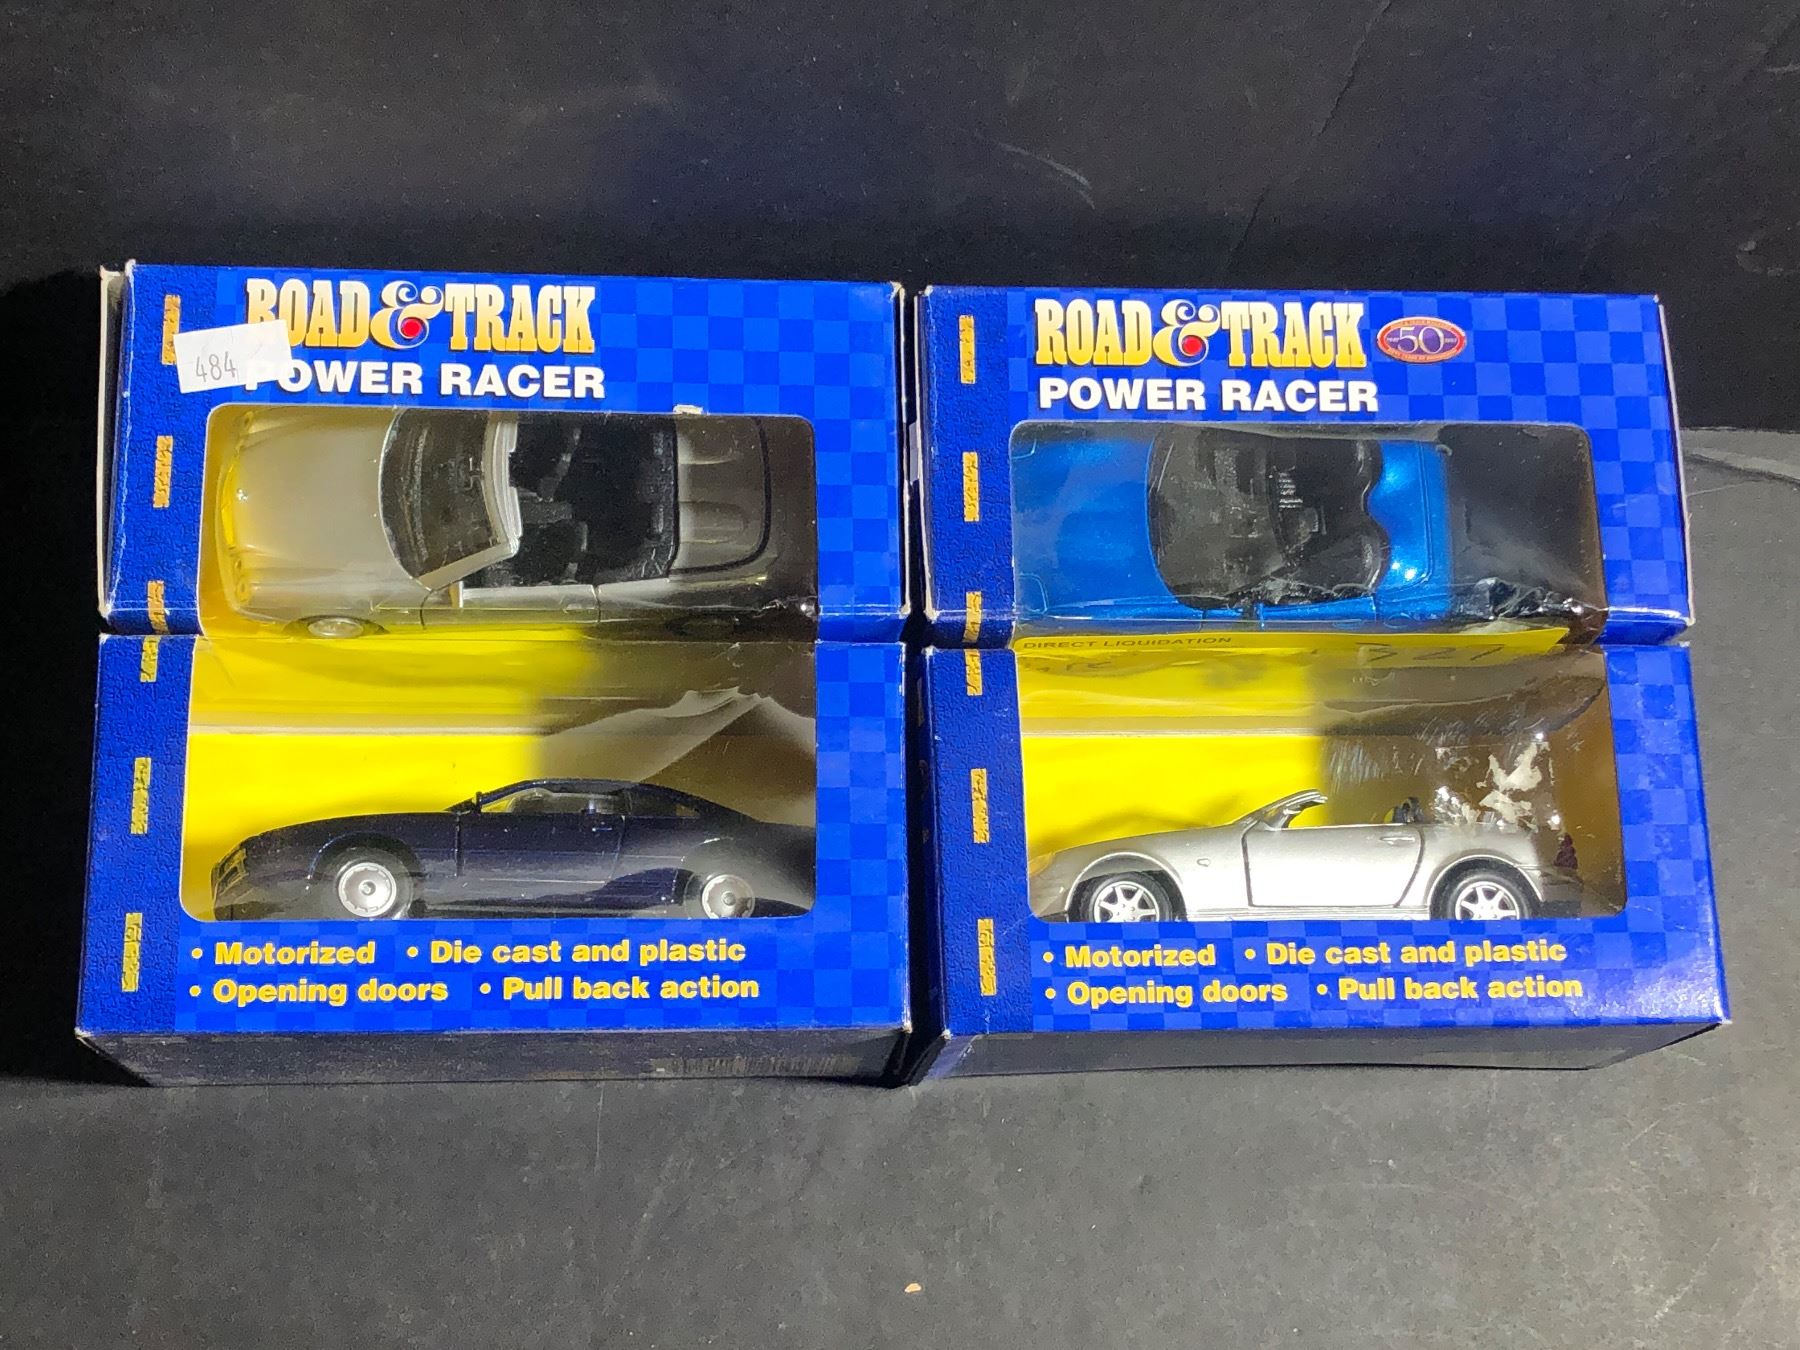 ROAD & TRACK
POWER RACER
484
ROAD & TRACK
50
POWER RACER
DIRECT LIQUIDATION
• Motorized • Die cast and plastic
• Opening doors • Pull back action
• Motorized • Die cast and plastic
• Opening doors • Pull back action